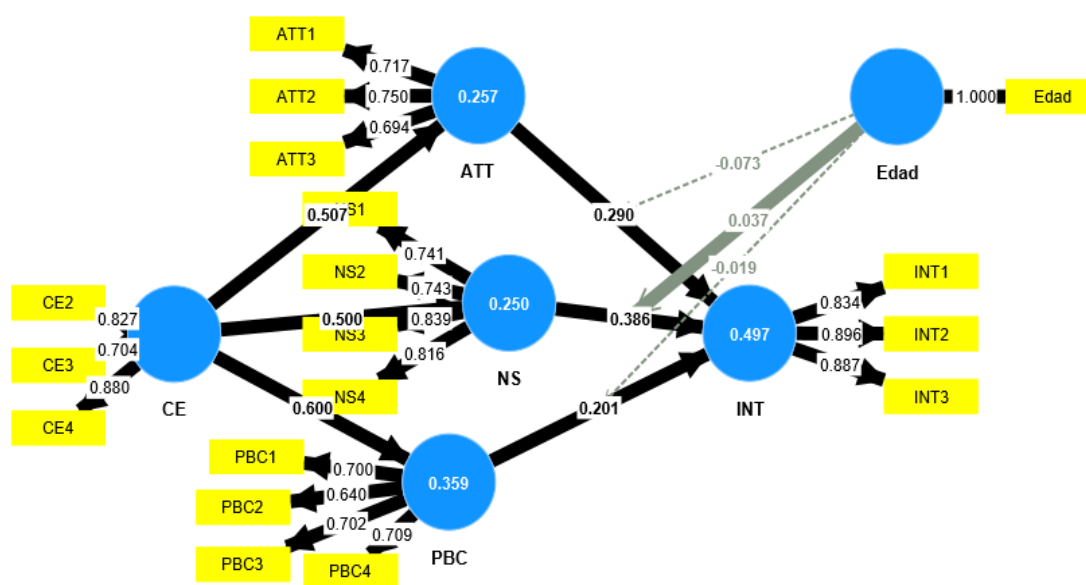 ATT1
ATT2
ATT3
0.717
0.750
0.694
0.257
ATT
1.000
Edad
Edad
-0.073
0.037
-0.019
0.507
0.290
NS1
NS2
NS3
NS4
0.741
0.743
0.839
0.816
0.250
NS
0.500
0.386
CE2
CE3
CE4
0.827
0.704
0.880
CE
0.600
0.201
INT1
INT2
INT3
0.834
0.896
0.887
0.497
INT
PBC1
PBC2
PBC3
PBC4
0.700
0.640
0.702
0.709
0.359
PBC